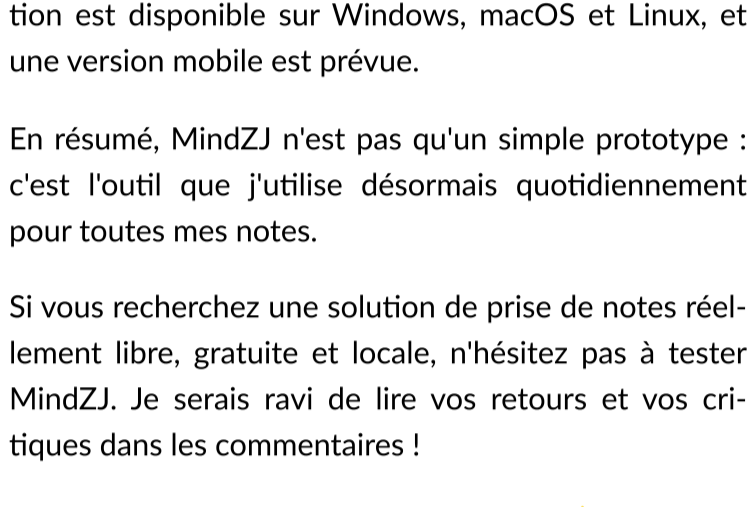 tion est disponible sur Windows, macOS et Linux, et
une version mobile est prévue.
En résumé, MindZJ n'est pas qu'un simple prototype :
c'est l'outil que j'utilise désormais quotidiennement
pour toutes mes notes.
Si vous recherchez une solution de prise de notes réel-
lement libre, gratuite et locale, n'hésitez pas à tester
MindZJ. Je serais ravi de lire vos retours et vos cri-
tiques dans les commentaires !